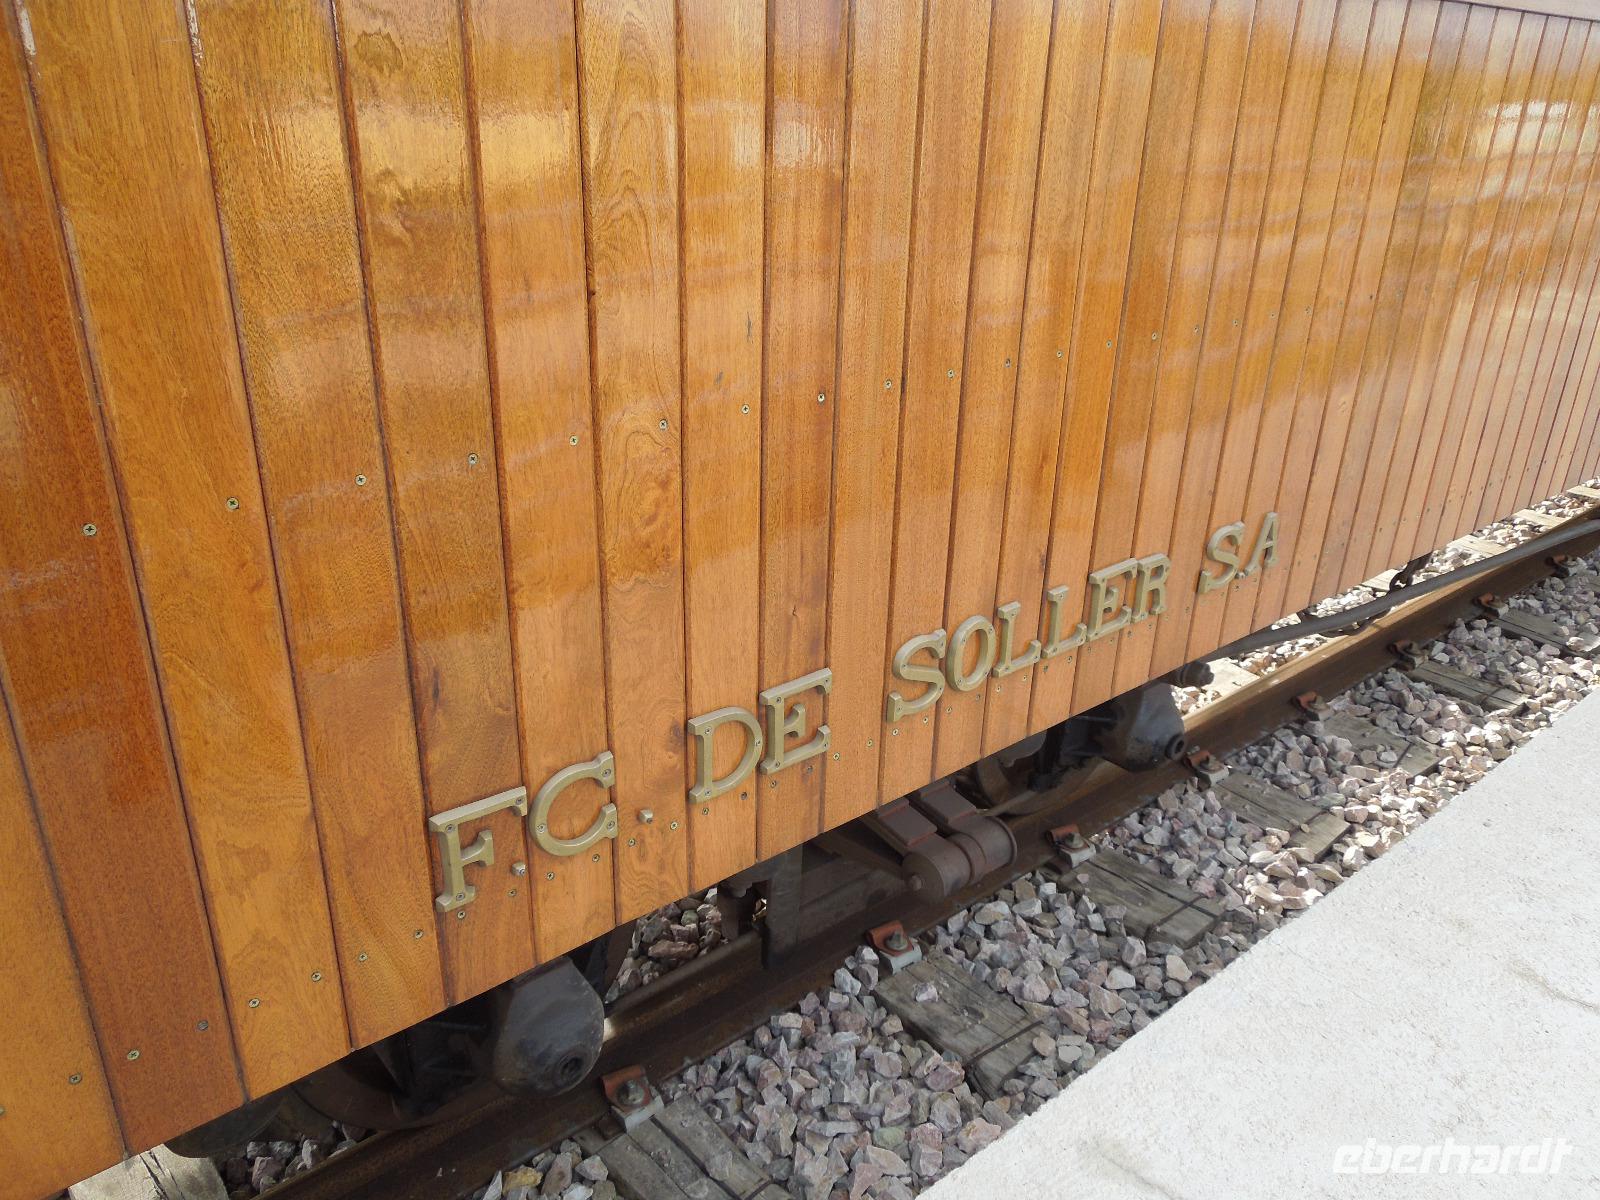 F.C. DE SOLLER S.A
eberhardt